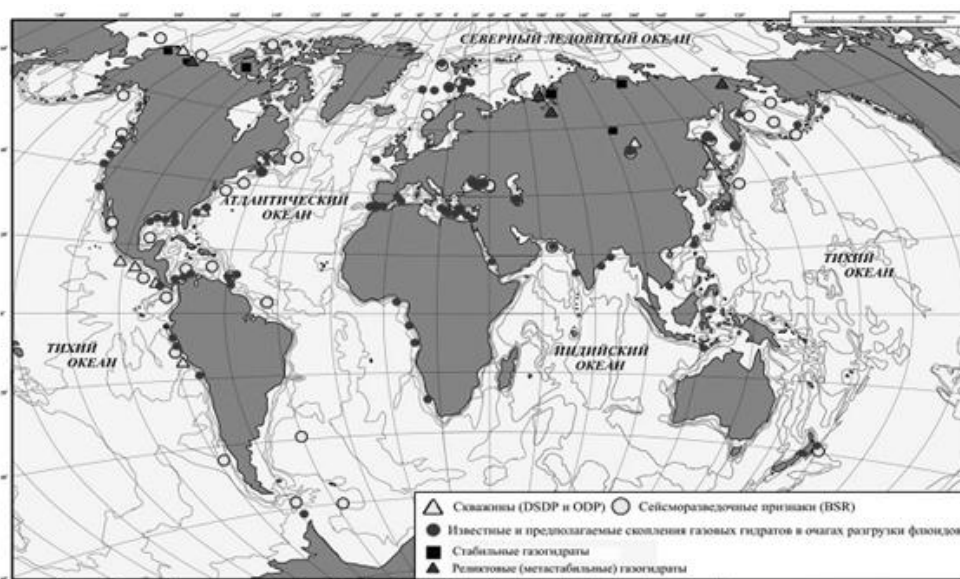 СЕВЕРНЫЙ ЛЕДОВИТЫЙ ОКЕАН
АТЛАНТИЧЕСКИЙ
ОКЕАН
ТИХИЙ
ОКЕАН
ТИХИЙ
ОКЕАН
ИНДИЙСКИЙ
ОКЕАН
Скважины (DSDP и ODP) Сейсморазведочные признаки (BSR)
Известные и предполагаемые скопления газовых гидратов в очагах разгрузки флюидов
Стабильные газогидраты
Реликтовые (метастабильные) газогидраты